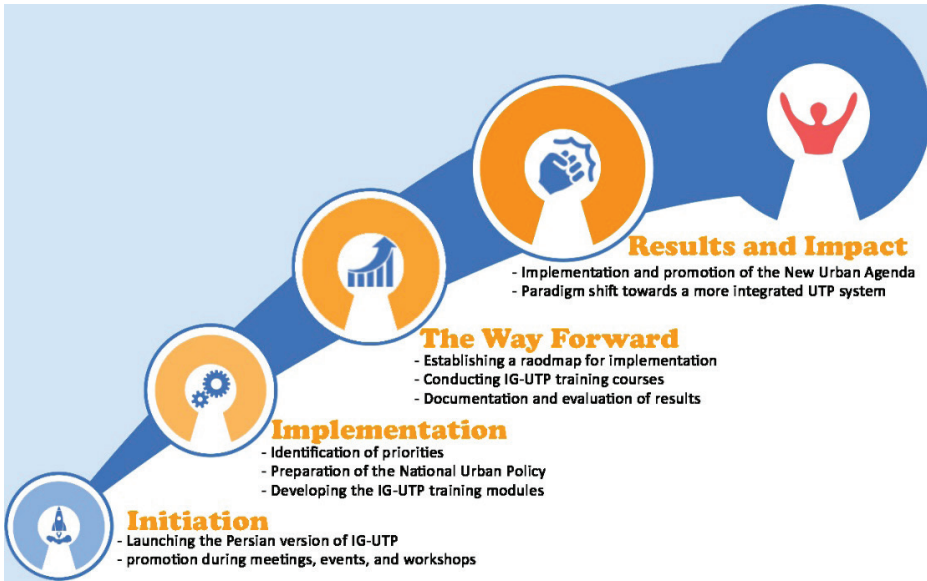 Results and Impact
- Implementation and promotion of the New Urban Agenda
- Paradigm shift towards a more integrated UTP system
The Way Forward
- Establishing a raodmap for implementation
- Conducting IG-UTP training courses
- Documentation and evaluation of results
Implementation
- Identification of priorities
- Preparation of the National Urban Policy
- Developing the IG-UTP training modules
Initiation
- Launching the Persian version of IG-UTP
- promotion during meetings, events, and workshops